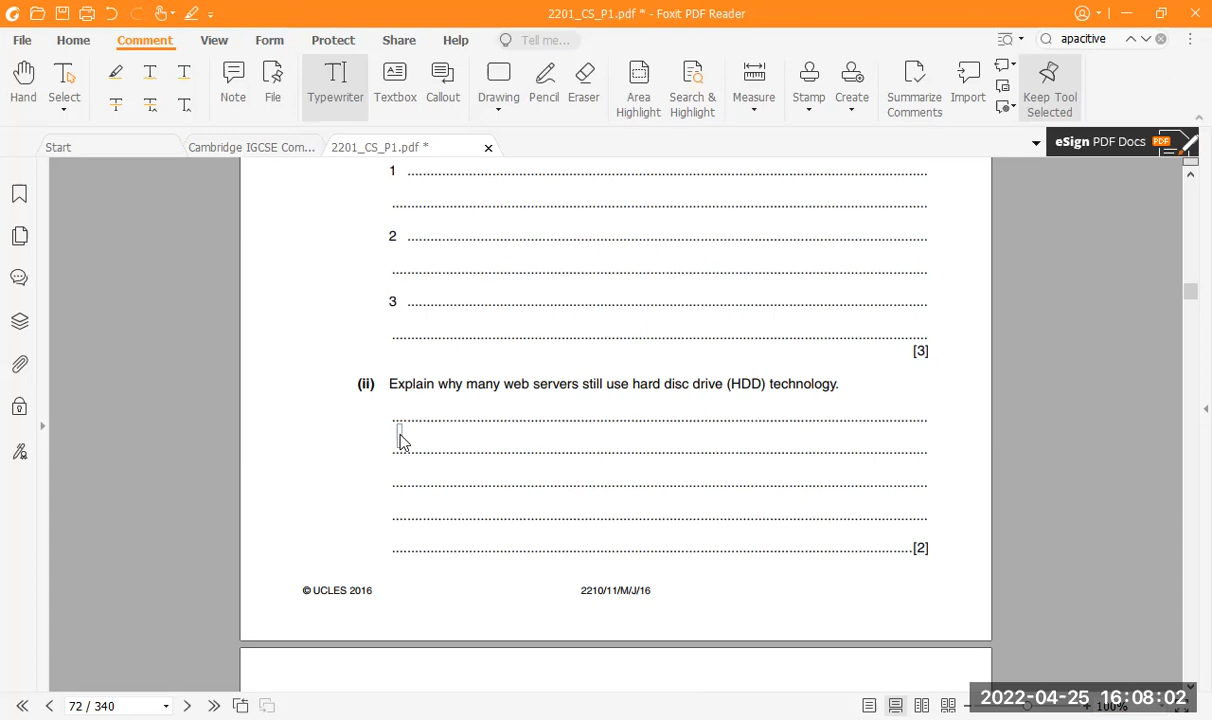 2201_CS_P1.pdf * - Foxit PDF Reader
File Home Comment View Form Protect Share Help Tell me... apacitive
Hand Select Note File Typewriter Textbox Callout Drawing Pencil Eraser Area Highlight Search & Highlight Measure Stamp Create Summarize Comments Import Keep Tool Selected
Start Cambridge IGCSE Com... 2201_CS_P1.pdf * eSign PDF Docs PDF
1 ........................................................................
........................................................................
2 ........................................................................
........................................................................
3 ........................................................................
........................................................................
[3]
(ii) Explain why many web servers still use hard disc drive (HDD) technology.
........................................................................
........................................................................
........................................................................
........................................................................
........................................................................[2]
© UCLES 2016 2210/11/M/J/16
72 / 340 100%
2022-04-25 16:08:02